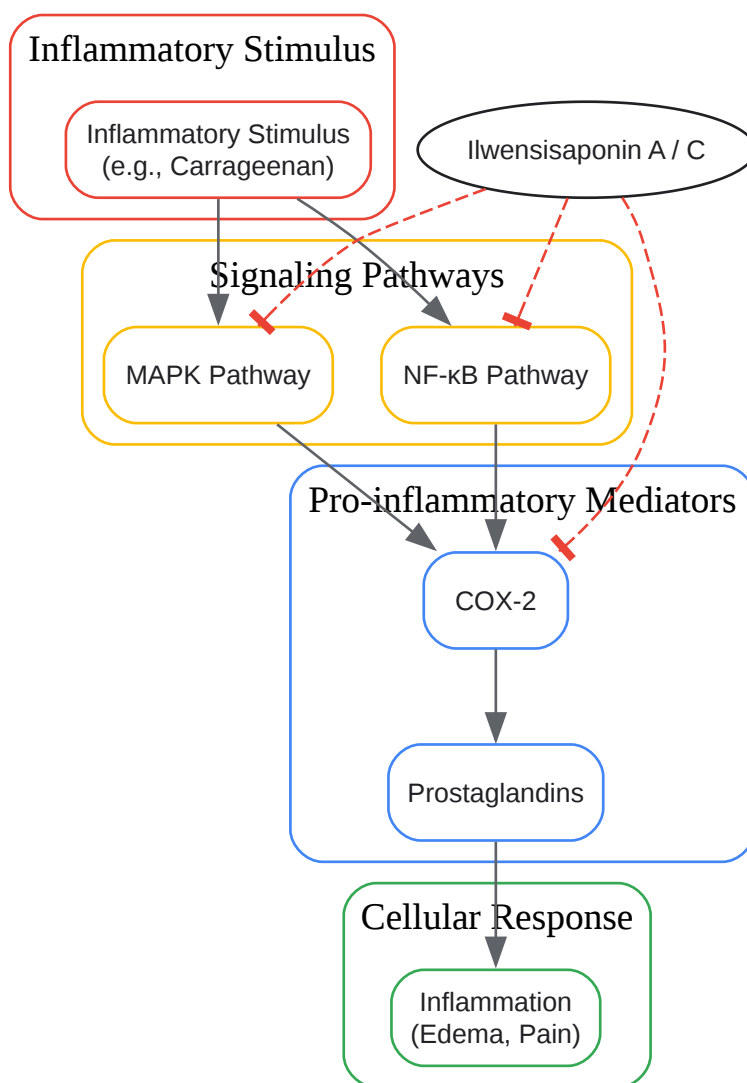 Inflammatory Stimulus
Inflammatory Stimulus
(e.g., Carrageenan)
Ilwensisaponin A / C
Signaling Pathways
MAPK Pathway
NF-κB Pathway
Pro-inflammatory Mediators
COX-2
Prostaglandins
Cellular Response
Inflammation
(Edema, Pain)